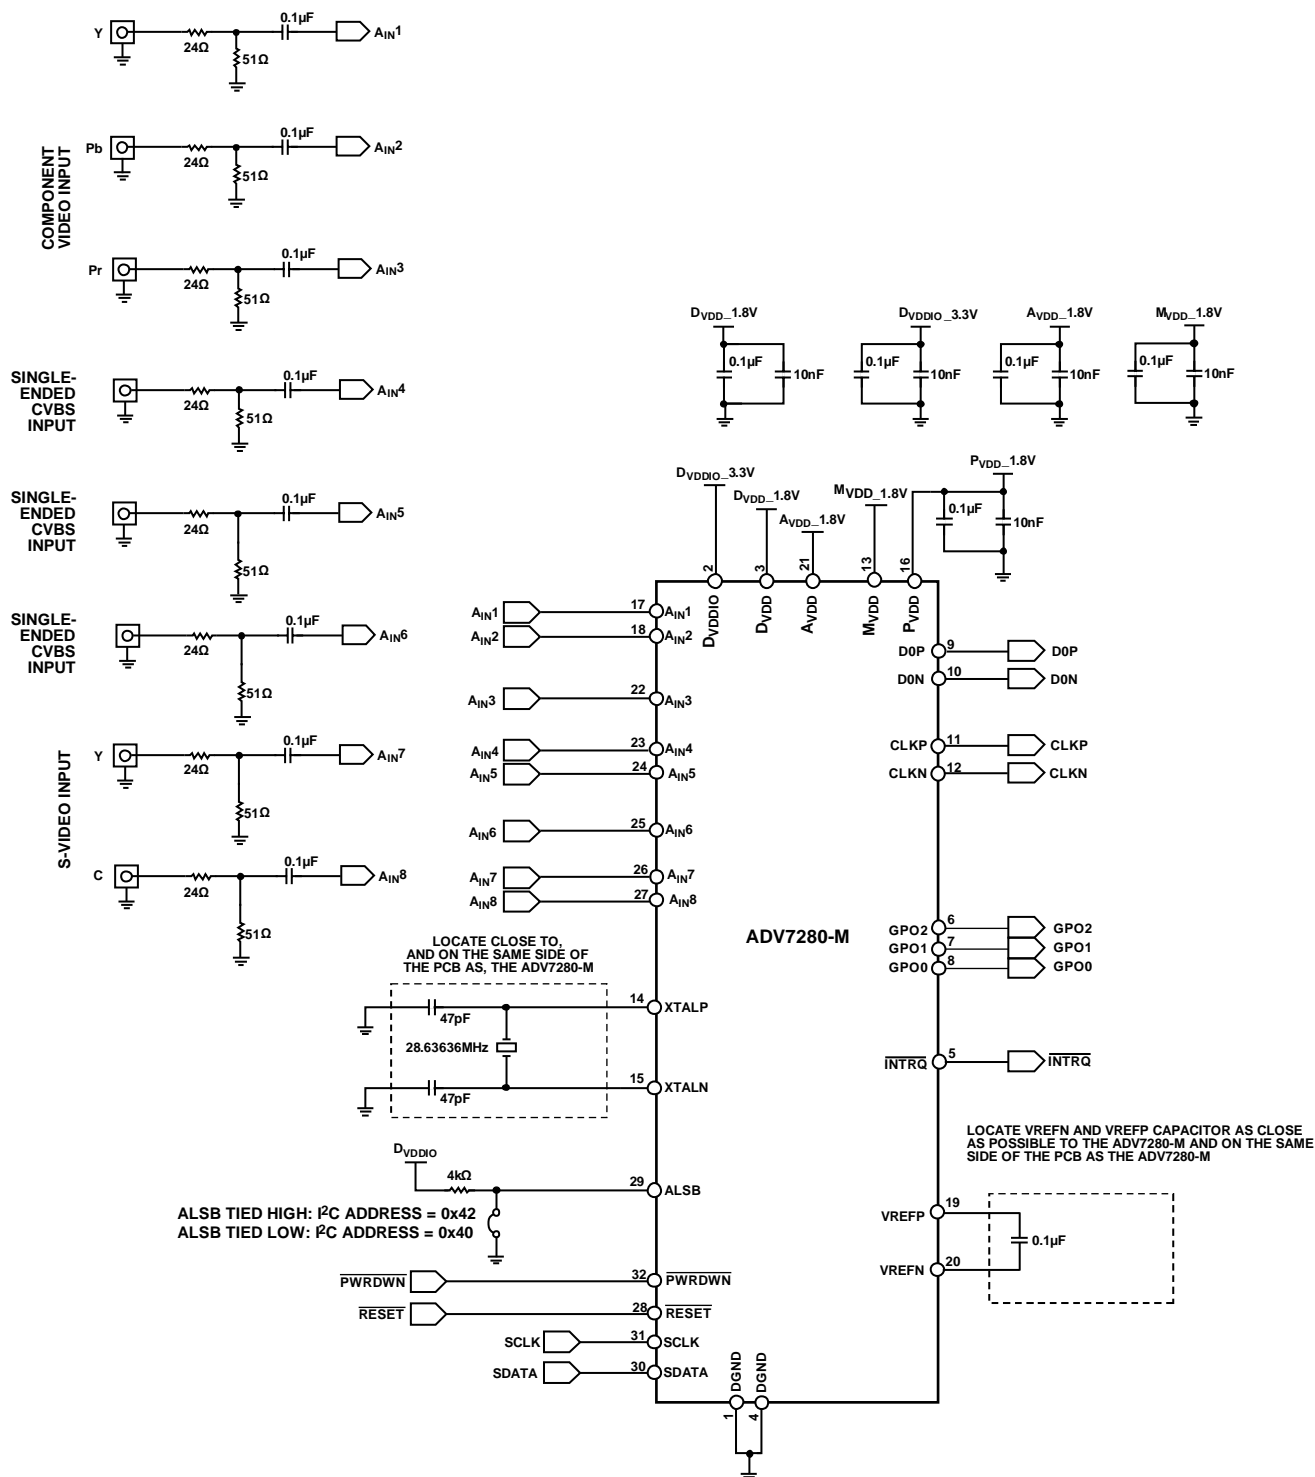 Y
24Ω
51Ω
0.1µF
AIN1
COMPONENT
VIDEO INPUT
Pb
24Ω
51Ω
0.1µF
AIN2
Pr
24Ω
51Ω
0.1µF
AIN3
SINGLE-
ENDED
CVBS
INPUT
24Ω
51Ω
0.1µF
AIN4
SINGLE-
ENDED
CVBS
INPUT
24Ω
51Ω
0.1µF
AIN5
SINGLE-
ENDED
CVBS
INPUT
24Ω
51Ω
0.1µF
AIN6
S-VIDEO INPUT
Y
24Ω
51Ω
0.1µF
AIN7
C
24Ω
51Ω
0.1µF
AIN8
DVDD_1.8V
0.1µF
10nF
DVDDIO_3.3V
0.1µF
10nF
AVDD_1.8V
0.1µF
10nF
MVDD_1.8V
0.1µF
10nF
DVDDIO_3.3V
DVDD_1.8V
AVDD_1.8V
MVDD_1.8V
PVDD_1.8V
0.1µF
10nF
2
3
21
13
16
DVDDIO
DVDD
AVDD
MVDD
PVDD
AIN1 17 AIN1
AIN2 18 AIN2
AIN3 22 AIN3
AIN4 23 AIN4
AIN5 24 AIN5
AIN6 25 AIN6
AIN7 26 AIN7
AIN8 27 AIN8
D0P 9 D0P
D0N 10 D0N
CLKP 11 CLKP
CLKN 12 CLKN
ADV7280-M
GPO2 6 GPO2
GPO1 7 GPO1
GPO0 8 GPO0
INTRQ 5 INTRQ
LOCATE CLOSE TO,
AND ON THE SAME SIDE OF
THE PCB AS, THE ADV7280-M
47pF
14 XTALP
28.63636MHz
47pF
15 XTALN
LOCATE VREFN AND VREFP CAPACITOR AS CLOSE
AS POSSIBLE TO THE ADV7280-M AND ON THE SAME
SIDE OF THE PCB AS THE ADV7280-M
VREFP 19
0.1µF
VREFN 20
DVDDIO
4kΩ
29 ALSB
ALSB TIED HIGH: I2C ADDRESS = 0x42
ALSB TIED LOW: I2C ADDRESS = 0x40
PWRDWN 32 PWRDWN
RESET 28 RESET
SCLK 31 SCLK
SDATA 30 SDATA
DGND
DGND
1
4